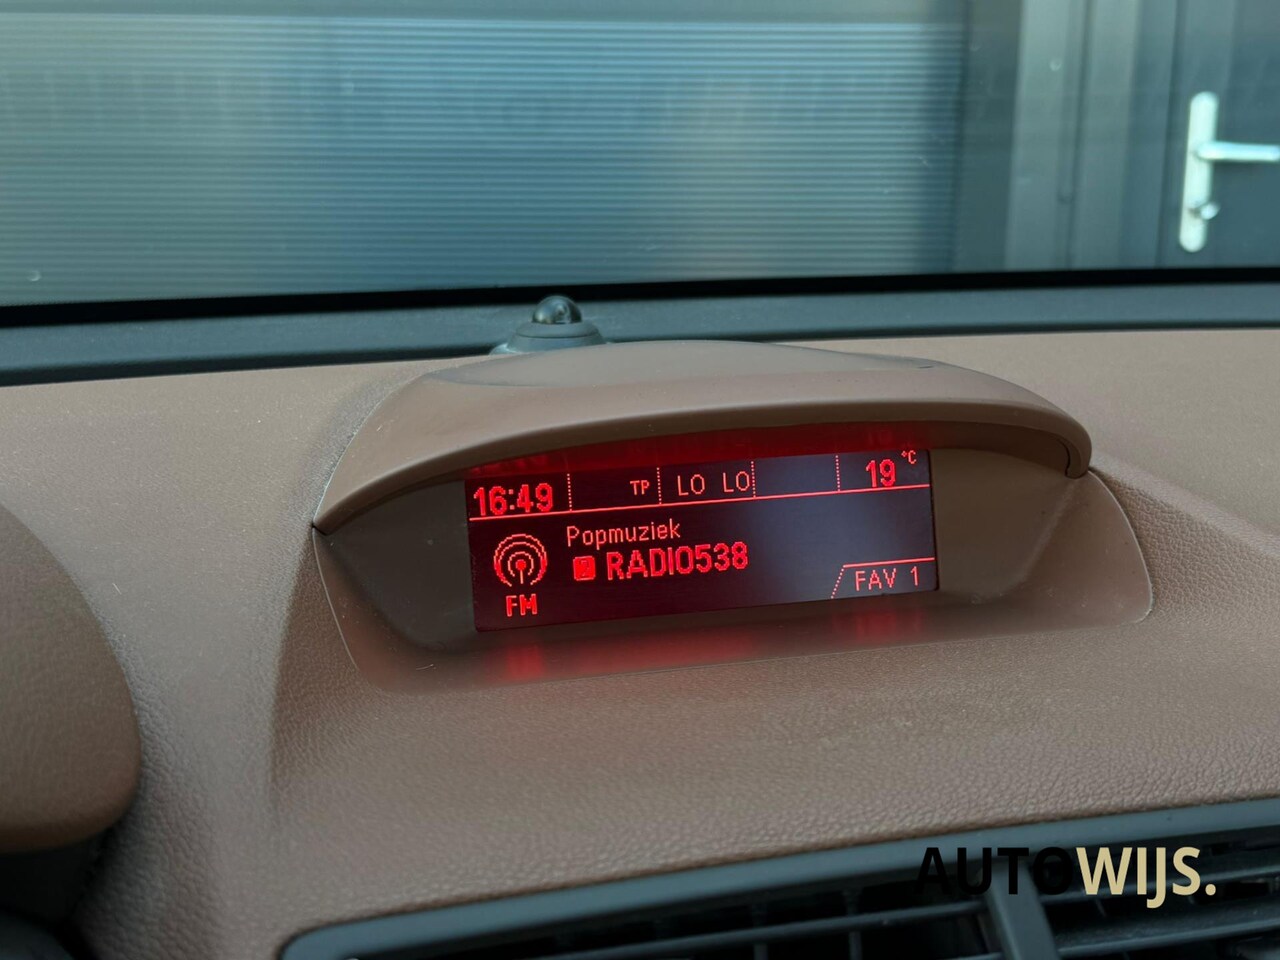 16:49 TP LO LO 19 °C
Popmuziek
RADIO538
FM
FAV 1
AUTOWIJS.